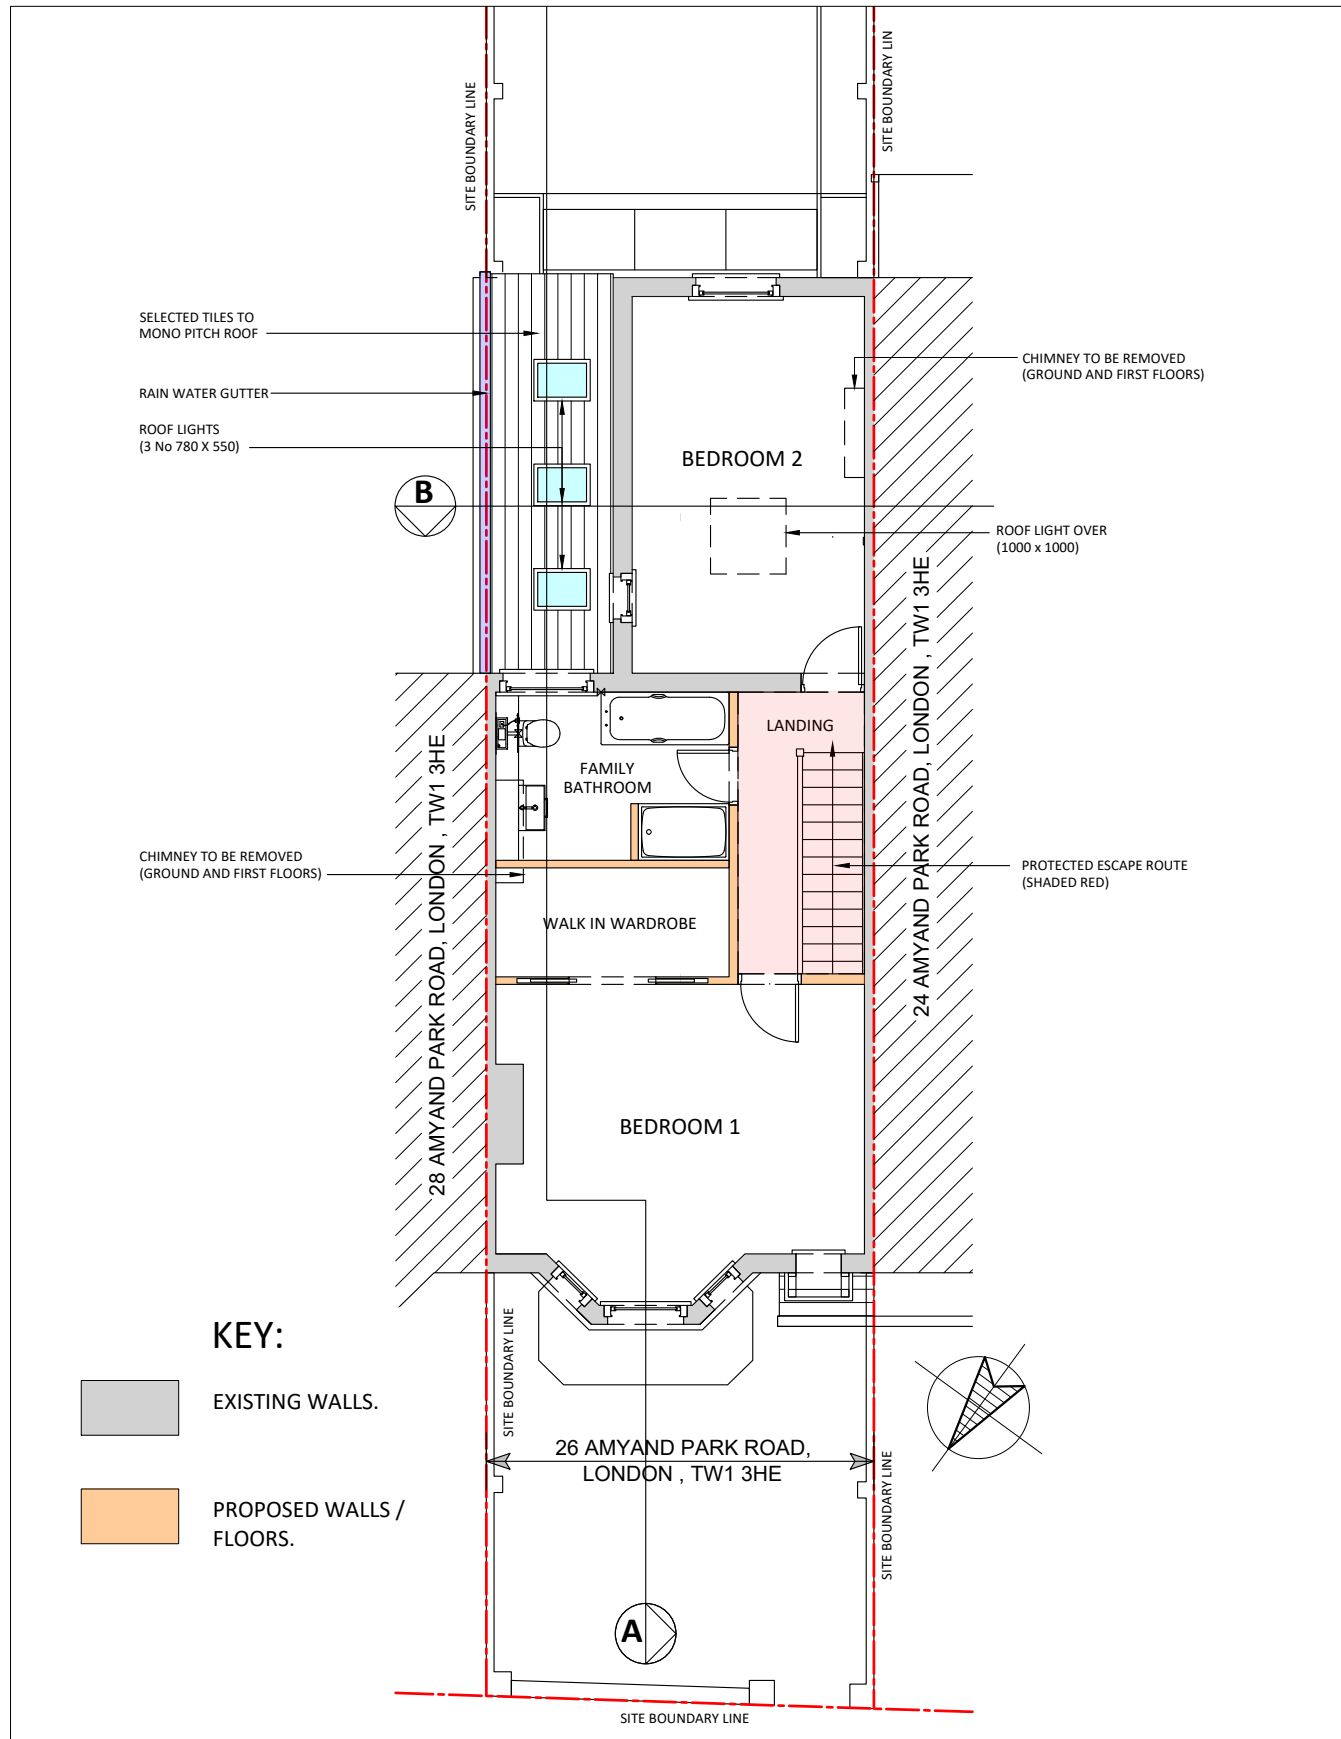 SITE BOUNDARY LINE
SITE BOUNDARY LIN
SELECTED TILES TO
MONO PITCH ROOF
RAIN WATER GUTTER
ROOF LIGHTS
(3 No 780 X 550)
CHIMNEY TO BE REMOVED
(GROUND AND FIRST FLOORS)
BEDROOM 2
B
ROOF LIGHT OVER
(1000 x 1000)
24 AMYAND PARK ROAD, LONDON , TW1 3HE
28 AMYAND PARK ROAD, LONDON , TW1 3HE
LANDING
FAMILY
BATHROOM
CHIMNEY TO BE REMOVED
(GROUND AND FIRST FLOORS)
PROTECTED ESCAPE ROUTE
(SHADED RED)
WALK IN WARDROBE
BEDROOM 1
KEY:
EXISTING WALLS.
PROPOSED WALLS /
FLOORS.
SITE BOUNDARY LINE
26 AMYAND PARK ROAD,
LONDON , TW1 3HE
SITE BOUNDARY LINE
A
SITE BOUNDARY LINE